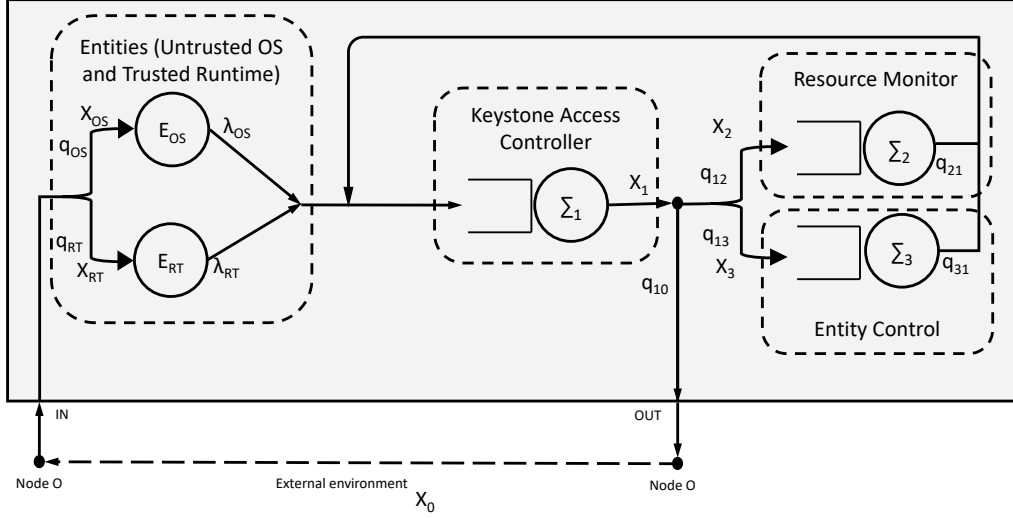 Entities (Untrusted OS
and Trusted Runtime)
X_OS
E_OS
λ_OS
q_OS
q_RT
X_RT
E_RT
λ_RT
Keystone Access
Controller
∑_1
X_1
q_10
Resource Monitor
X_2
q_12
∑_2
q_21
q_13
X_3
∑_3
q_31
Entity Control
IN
OUT
Node O
External environment
X_0
Node O